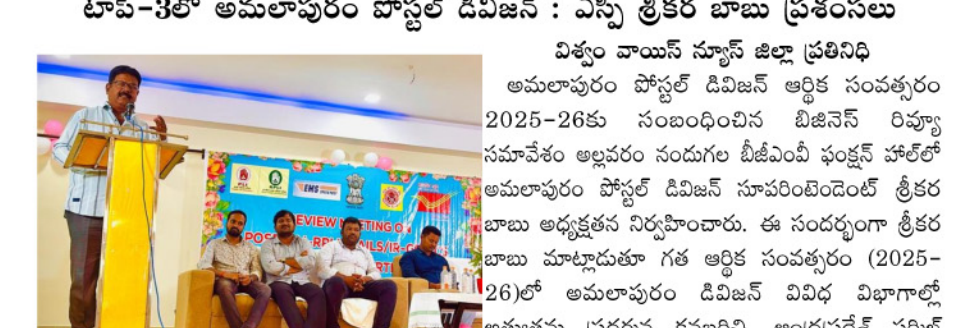 టాప్-3లో అమలాపురం పోస్టల్ డివిజన్ : ఎస్పీ శ్రీకర బాబు ప్రశంసలు
విశ్వం వాయిస్ న్యూస్ జిల్లా ప్రతినిధి
అమలాపురం పోస్టల్ డివిజన్ ఆర్థిక సంవత్సరం
2025-26కు సంబంధించిన బిజినెస్ రివ్యూ
సమావేశం అల్లవరం నందుగల బీజీఎంవీ ఫంక్షన్ హాల్‌లో
అమలాపురం పోస్టల్ డివిజన్ సూపరింటెండెంట్ శ్రీకర
బాబు అధ్యక్షతన నిర్వహించారు. ఈ సందర్భంగా శ్రీకర
బాబు మాట్లాడుతూ గత ఆర్థిక సంవత్సరం (2025-
26)లో అమలాపురం డివిజన్ వివిధ విభాగాల్లో
EMS
REVIEW MEETING ON